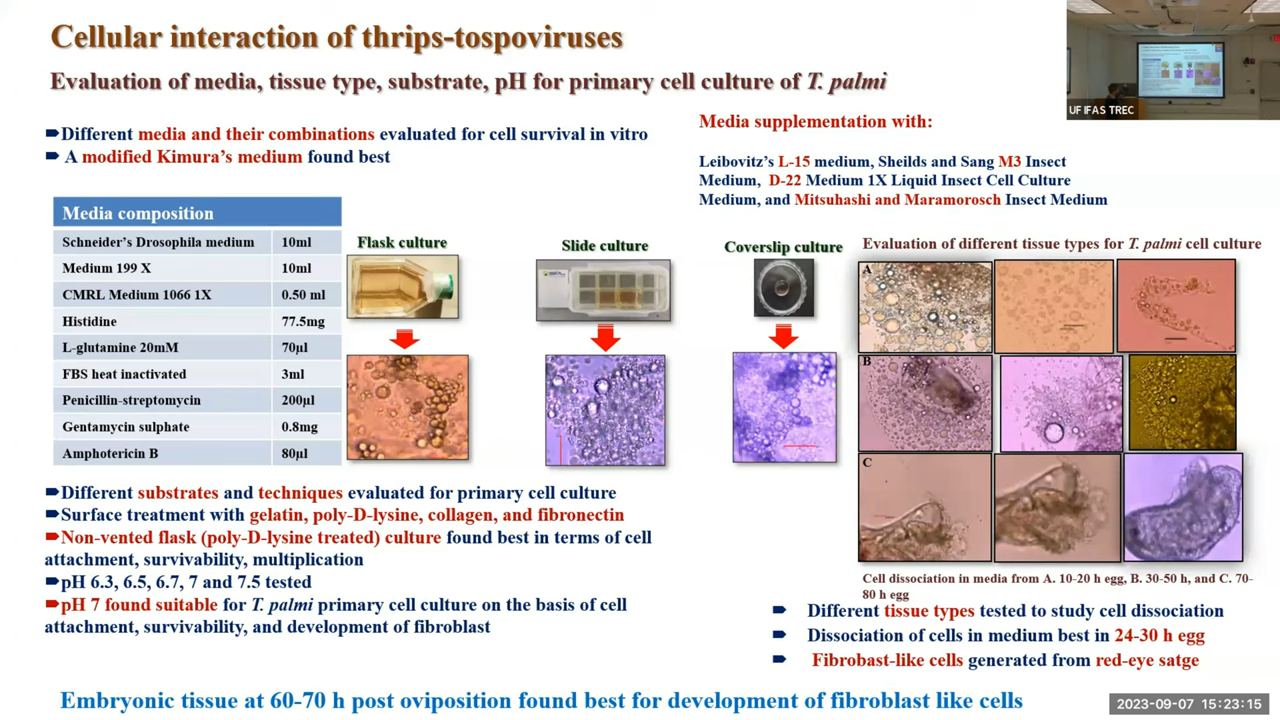 Cellular interaction of thrips-tospoviruses
Evaluation of media, tissue type, substrate, pH for primary cell culture of T. palmi
UF IFAS TREC
Different media and their combinations evaluated for cell survival in vitro
A modified Kimura's medium found best
Media supplementation with:
Leibovitz's L-15 medium, Sheilds and Sang M3 Insect
Medium, D-22 Medium 1X Liquid Insect Cell Culture
Medium, and Mitsuhashi and Maramorosch Insect Medium
Media composition
Schneider's Drosophila medium 10ml
Medium 199 X 10ml
CMRL Medium 1066 1X 0.50 ml
Histidine 77.5mg
L-glutamine 20mM 70µl
FBS heat inactivated 3ml
Penicillin-streptomycin 200µl
Gentamycin sulphate 0.8mg
Amphotericin B 80µl
Flask culture
Slide culture
Coverslip culture
Evaluation of different tissue types for T. palmi cell culture
A
B
C
Cell dissociation in media from A. 10-20 h egg, B. 30-50 h, and C. 70-
80 h egg
Different substrates and techniques evaluated for primary cell culture
Surface treatment with gelatin, poly-D-lysine, collagen, and fibronectin
Non-vented flask (poly-D-lysine treated) culture found best in terms of cell
attachment, survivability, multiplication
pH 6.3, 6.5, 6.7, 7 and 7.5 tested
pH 7 found suitable for T. palmi primary cell culture on the basis of cell
attachment, survivability, and development of fibroblast
Different tissue types tested to study cell dissociation
Dissociation of cells in medium best in 24-30 h egg
Fibrobast-like cells generated from red-eye satge
Embryonic tissue at 60-70 h post oviposition found best for development of fibroblast like cells
2023-09-07 15:23:15